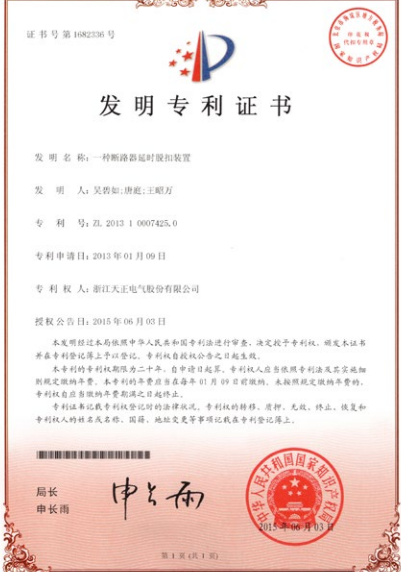 证书号第1682336号
发明专利证书
发 明 名 称：一种断路器延时脱扣装置
发 明 人：吴碧如;唐庭;王昭万
专 利 号：ZL 2013 1 0007425.0
专利申请日：2013年01月09日
专 利 权 人：浙江天正电气股份有限公司
授权公告日：2015年06月03日
本发明经过本局依照中华人民共和国专利法进行审查，决定授予专利权，颁发本证书
并在专利登记簿上予以登记。专利权自授权公告之日起生效。
本专利的专利权期限为二十年，自申请日起算。专利权人应当依照专利法及其实施细
则规定缴纳年费。本专利的年费应当在每年01月09日前缴纳。未按照规定缴纳年费的，
专利权自应当缴纳年费期满之日起终止。
专利证书记载专利权登记时的法律状况。专利权的转移、质押、无效、终止、恢复和
专利权人的姓名或名称、国籍、地址变更等事项记载在专利登记簿上。
局长
申长雨
申长雨
中华人民共和国国家知识产权局
2015年06月03日
第1页(共1页)